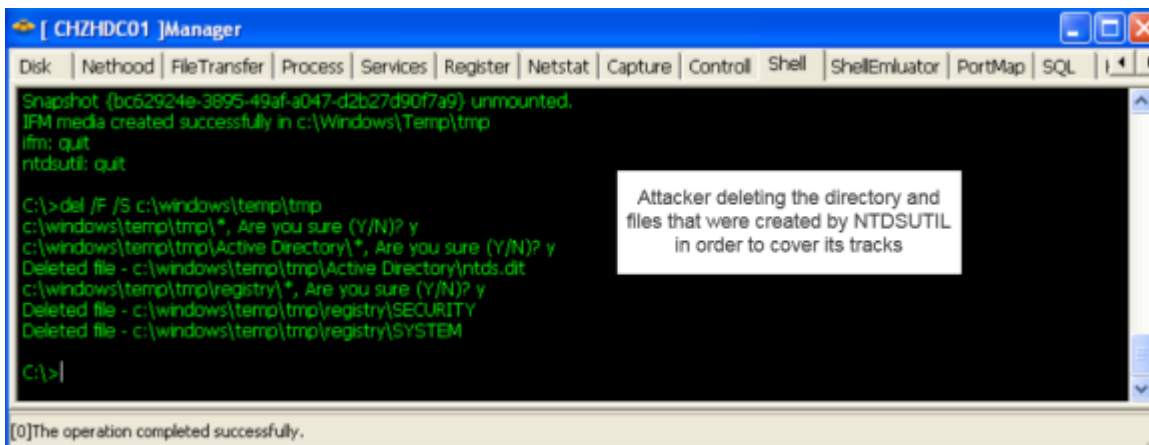 [ CHZHDC01 ]Manager
Disk Nethood FileTransfer Process Services Register Netstat Capture Controll Shell ShellEmluator PortMap SQL
Snapshot {bc62924e-3895-49af-a047-d2b27d90f7a9} unmounted.
IFM media created successfully in c:\Windows\Temp\tmp
ifm: quit
ntdsutil: quit
C:\>del /F /S c:\windows\temp\tmp
c:\windows\temp\tmp\*, Are you sure (Y/N)? y
c:\windows\temp\tmp\Active Directory\*, Are you sure (Y/N)? y
Deleted file - c:\windows\temp\tmp\Active Directory\ntds.dit
c:\windows\temp\tmp\registry\*, Are you sure (Y/N)? y
Deleted file - c:\windows\temp\tmp\registry\SECURITY
Deleted file - c:\windows\temp\tmp\registry\SYSTEM
C:\>
Attacker deleting the directory and
files that were created by NTDSUTIL
in order to cover its tracks
[0]The operation completed successfully.